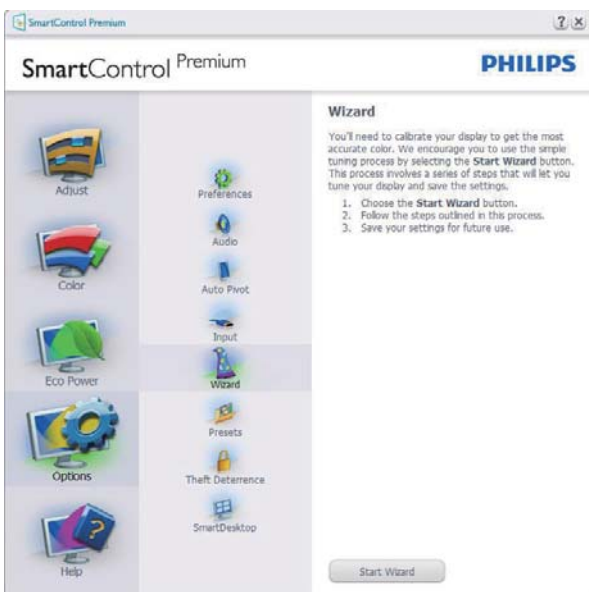 SmartControl Premium
SmartControl Premium
PHILIPS
Adjust
Color
Eco Power
Options
Help
Preferences
Audio
Auto Pivot
Input
Wizard
Presets
Theft Deterrence
SmartDesktop
Wizard
You'll need to calibrate your display to get the most
accurate color. We encourage you to use the simple
tuning process by selecting the Start Wizard button.
This process involves a series of steps that will let you
tune your display and save the settings.
1. Choose the Start Wizard button.
2. Follow the steps outlined in this process.
3. Save your settings for future use.
Start Wizard